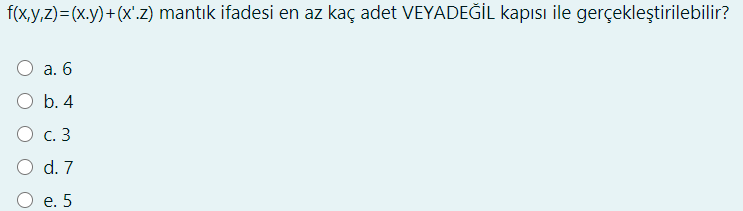 f(x,y,z)=(x.y)+(x'.z) mantık ifadesi en az kaç adet VEYADEĞİL kapısı ile gerçekleştirilebilir?
a. 6
b. 4
c. 3
d. 7
e. 5